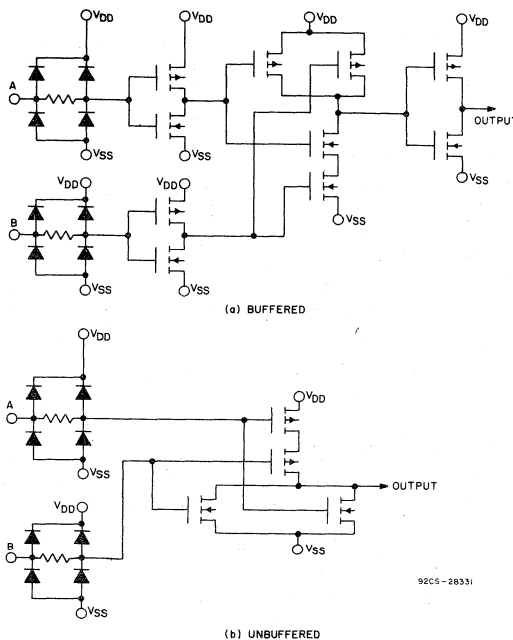 VDD
VDD
VDD
VDD
A
OUTPUT
VSS
VSS
VSS
VDD
VDD
VSS
B
VSS
VSS
(a) BUFFERED
VDD
A
VDD
VSS
OUTPUT
VDD
B
VSS
VSS
92CS-28331
(b) UNBUFFERED